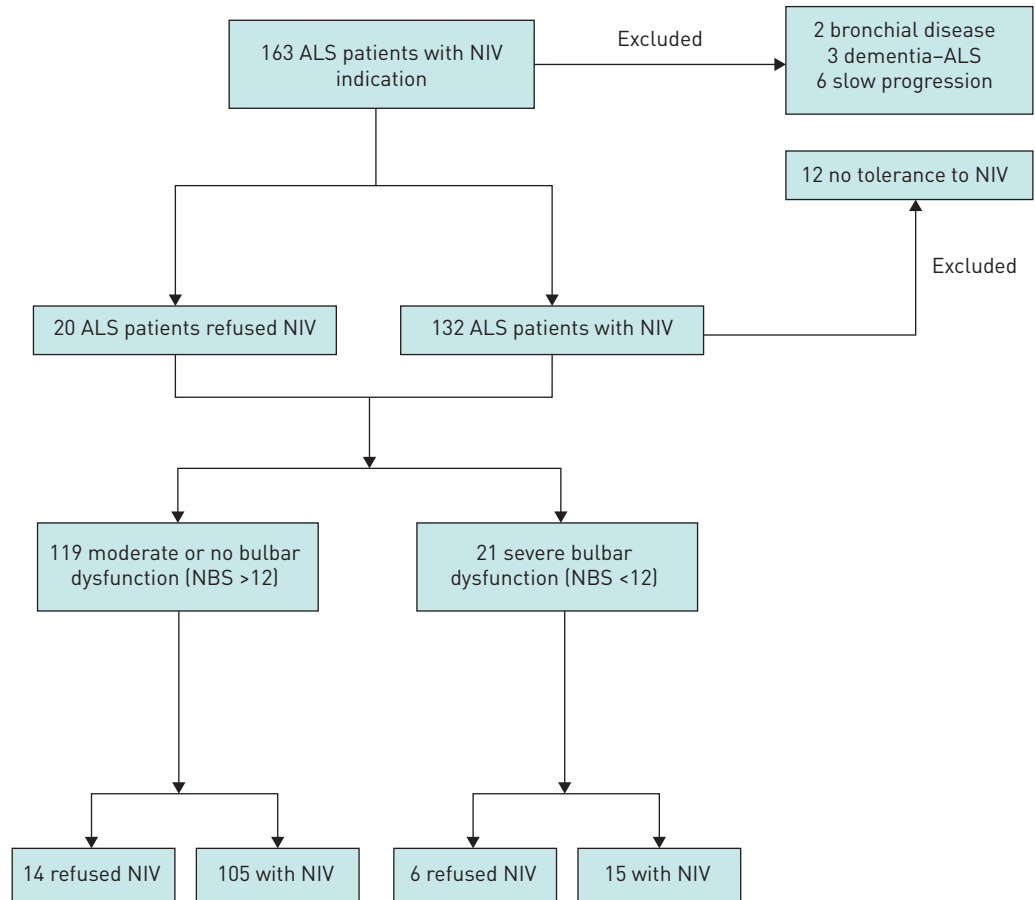 163 ALS patients with NIV
indication
Excluded
2 bronchial disease
3 dementia–ALS
6 slow progression
12 no tolerance to NIV
Excluded
20 ALS patients refused NIV
132 ALS patients with NIV
119 moderate or no bulbar
dysfunction (NBS >12)
21 severe bulbar
dysfunction (NBS <12)
14 refused NIV
105 with NIV
6 refused NIV
15 with NIV